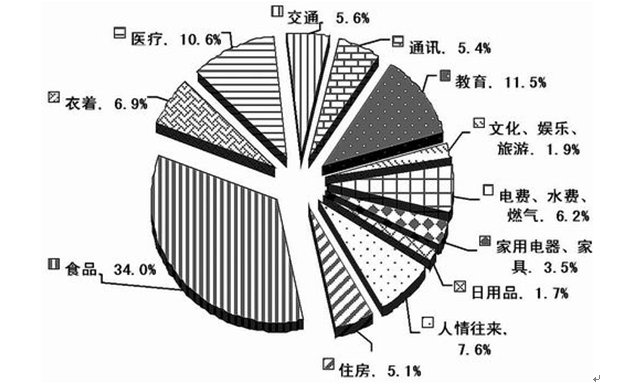 交通, 5.6%
医疗, 10.6%
通讯, 5.4%
教育, 11.5%
衣着, 6.9%
文化、娱乐、
旅游, 1.9%
电费、水费、
燃气, 6.2%
家用电器、家
具, 3.5%
食品, 34.0%
日用品, 1.7%
人情往来,
7.6%
住房, 5.1%